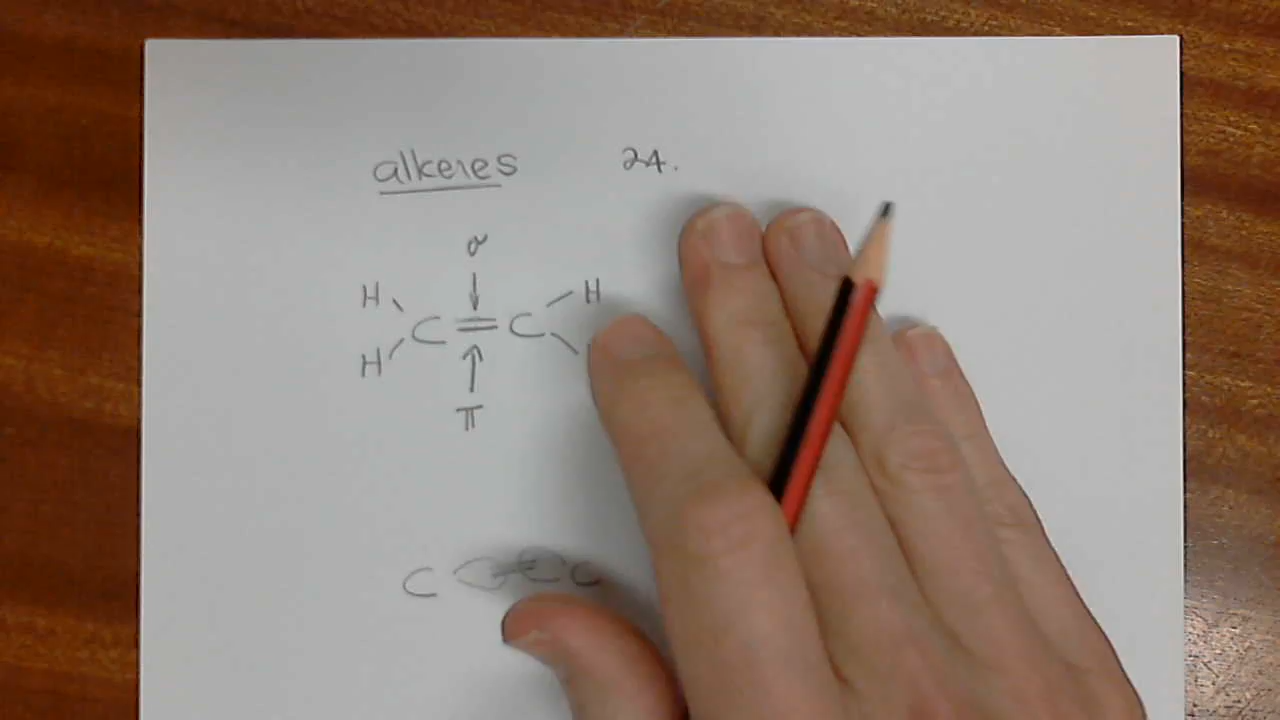 alkenes 24.
σ
H H
C = C
H
π
C C